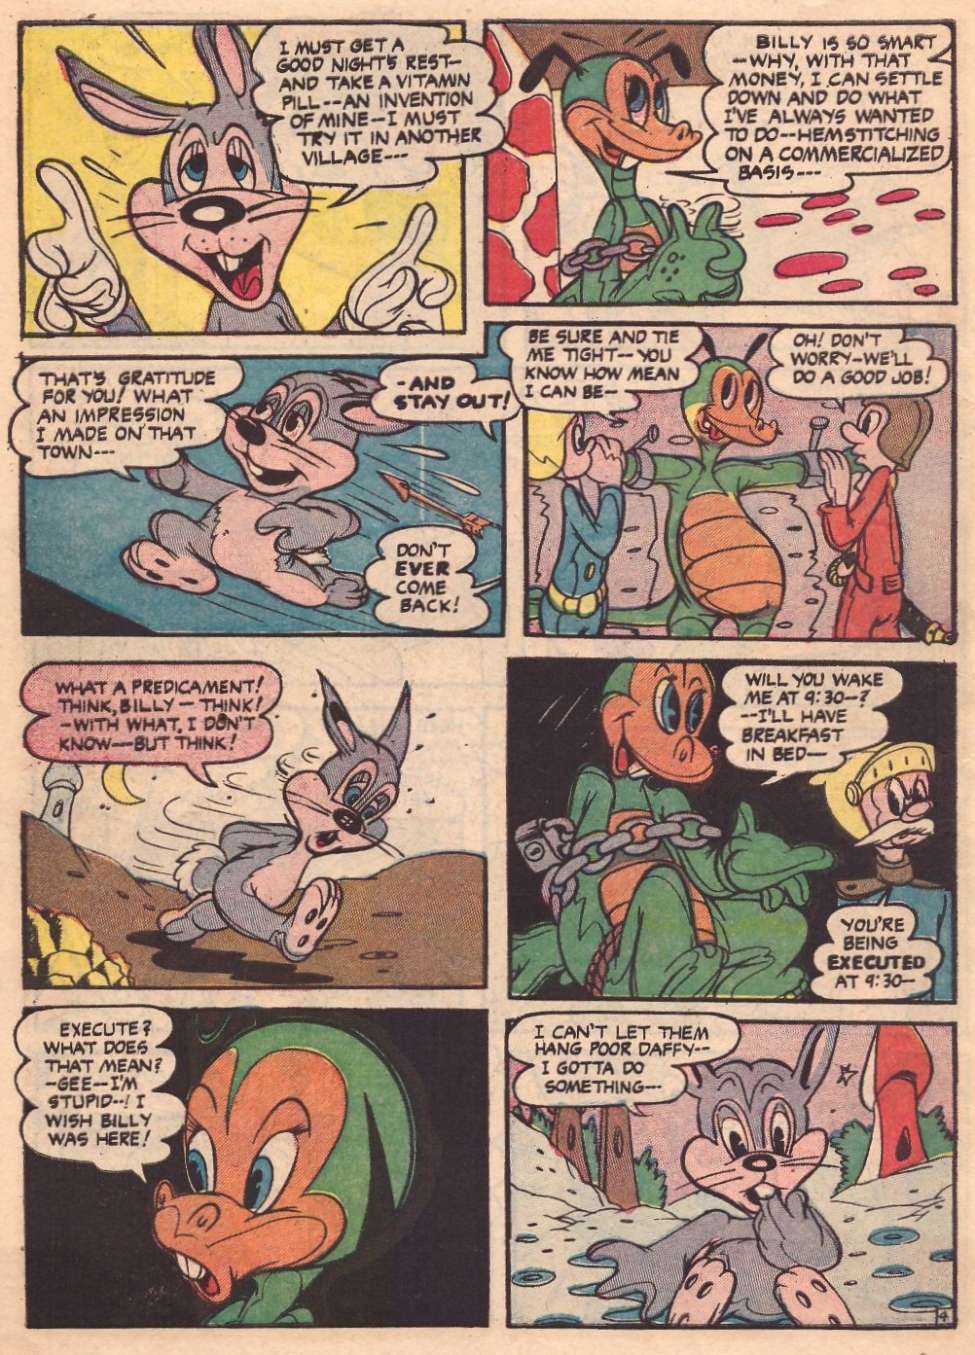 I MUST GET A
GOOD NIGHT'S REST-
AND TAKE A VITAMIN
PILL--AN INVENTION
OF MINE--I MUST
TRY IT IN ANOTHER
VILLAGE---
BILLY IS SO SMART
-WHY, WITH THAT
MONEY, I CAN SETTLE
DOWN AND DO WHAT
I'VE ALWAYS WANTED
TO DO--HEMSTITCHING
ON A COMMERCIALIZED
BASIS---
THAT'S GRATITUDE
FOR YOU! WHAT
AN IMPRESSION
I MADE ON THAT
TOWN---
-AND
STAY OUT!
DON'T
EVER
COME
BACK!
BE SURE AND TIE
ME TIGHT--YOU
KNOW HOW MEAN
I CAN BE-
OH! DON'T
WORRY-WE'LL
DO A GOOD JOB!
WHAT A PREDICAMENT!
THINK, BILLY-THINK!
-WITH WHAT, I DON'T
KNOW--BUT THINK!
WILL YOU WAKE
ME AT 9:30-?
--I'LL HAVE
BREAKFAST
IN BED-
YOU'RE
BEING
EXECUTED
AT 9:30-
EXECUTE?
WHAT DOES
THAT MEAN?
-GEE--I'M
STUPID--! I
WISH BILLY
WAS HERE!
I CAN'T LET THEM
HANG POOR DAFFY--
I GOTTA DO
SOMETHING---
4